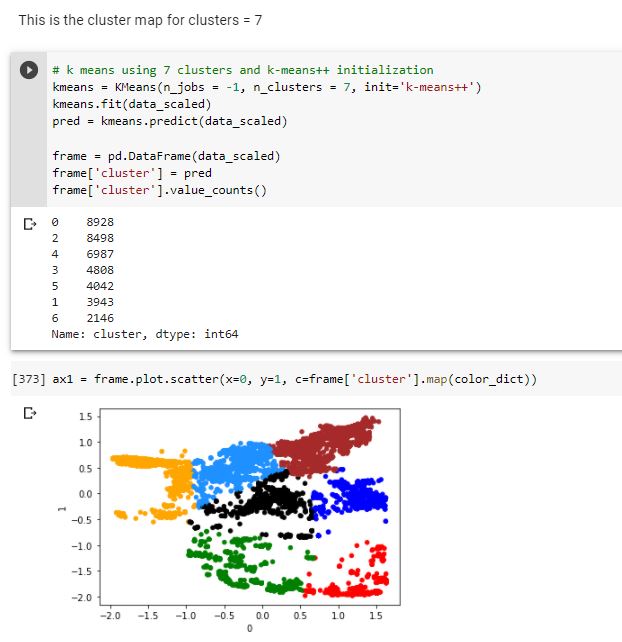 This is the cluster map for clusters = 7
# k means using 7 clusters and k-means++ initialization
kmeans = KMeans(n_jobs = -1, n_clusters = 7, init='k-means++')
kmeans.fit(data_scaled)
pred = kmeans.predict(data_scaled)
frame = pd.DataFrame(data_scaled)
frame['cluster'] = pred
frame['cluster'].value_counts()
0 8928
2 8498
4 6987
3 4808
5 4042
1 3943
6 2146
Name: cluster, dtype: int64
[373] ax1 = frame.plot.scatter(x=0, y=1, c=frame['cluster'].map(color_dict))
1.5
1.0
0.5
0.0
−0.5
−1.0
−1.5
−2.0
1
−2.0 −1.5 −1.0 −0.5 0.0 0.5 1.0 1.5
0